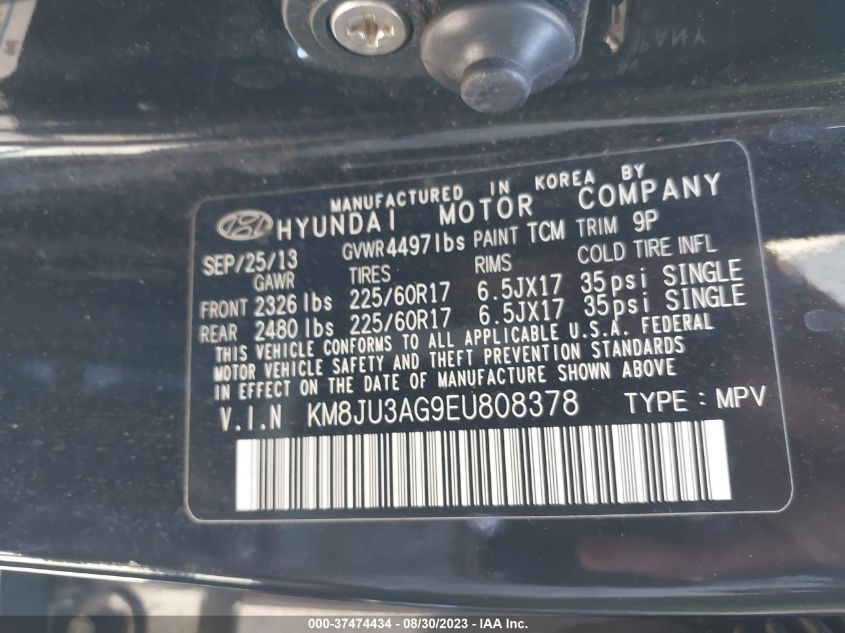 MANUFACTURED IN KOREA BY
HYUNDAI MOTOR COMPANY
SEP/25/13 GVWR 4497lbs PAINT TCM TRIM 9P
GAWR TIRES RIMS COLD TIRE INFL
FRONT 2326 lbs 225/60R17 6.5JX17 35psi SINGLE
REAR 2480 lbs 225/60R17 6.5JX17 35psi SINGLE
THIS VEHICLE CONFORMS TO ALL APPLICABLE U.S.A. FEDERAL
MOTOR VEHICLE SAFETY AND THEFT PREVENTION STANDARDS
IN EFFECT ON THE DATE OF MANUFACTURE SHOWN ABOVE
V.I.N KM8JU3AG9EU808378 TYPE : MPV
000-37474434 - 08/30/2023 - IAA Inc.